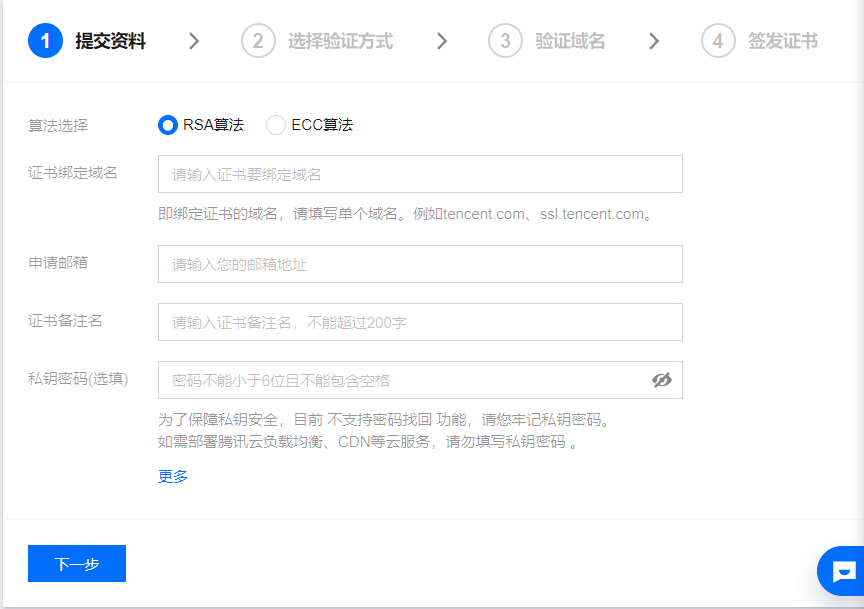 1 提交资料 2 选择验证方式 3 验证域名 4 签发证书
算法选择 RSA算法 ECC算法
证书绑定域名 请输入证书要绑定域名
即绑定证书的域名，请填写单个域名。例如tencent.com、ssl.tencent.com。
申请邮箱 请输入您的邮箱地址
证书备注名 请输入证书备注名，不能超过200字
私钥密码(选填) 密码不能小于6位且不能包含空格
为了保障私钥安全，目前 不支持密码找回 功能，请您牢记私钥密码。
如需部署腾讯云负载均衡、CDN等云服务，请勿填写私钥密码 。
更多
下一步